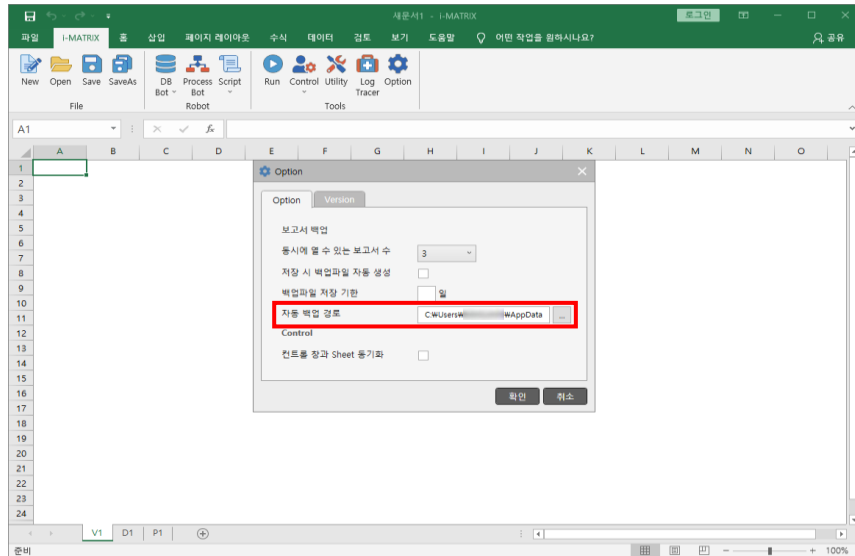 새문서1 - i-MATRIX
로그인
파일 i-MATRIX 홈 삽입 페이지 레이아웃 수식 데이터 검토 보기 도움말 어떤 작업을 원하시나요? 공유
New Open Save SaveAs DB Bot Process Bot Script Run Control Utility Log Tracer Option
File Robot Tools
A1 fx
A B C D E F G H I J K L M N O
1
2
3
4
5
6
7
8
9
10
11
12
13
14
15
16
17
18
19
20
21
22
23
24
Option
Option Version
보고서 백업
동시에 열 수 있는 보고서 수 3
저장 시 백업파일 자동 생성
백업파일 저장 기한 일
자동 백업 경로 C:₩Users₩ ₩AppData ...
Control
컨트롤 창과 Sheet 동기화
확인 취소
V1 D1 P1
준비 100%